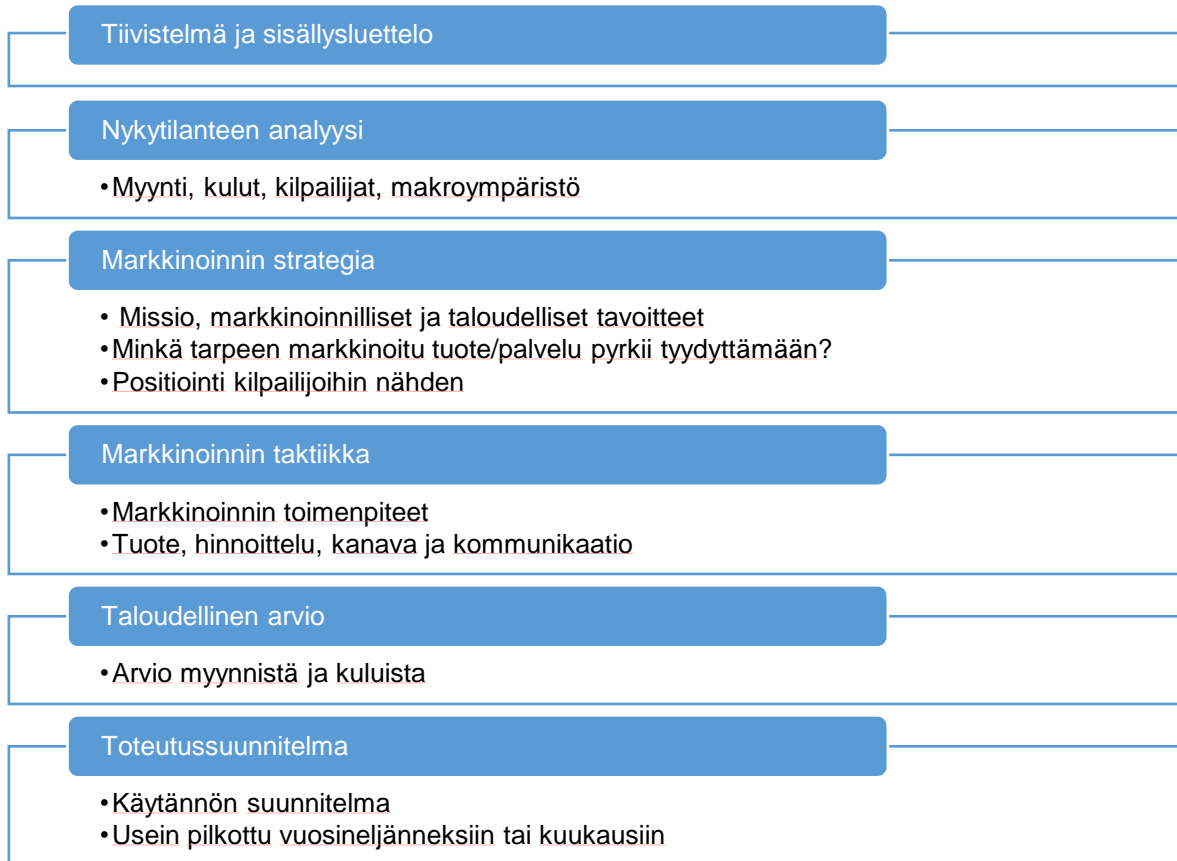 Tiivistelmä ja sisällysluettelo
Nykytilanteen analyysi
•Myynti, kulut, kilpailijat, makroympäristö
Markkinoinnin strategia
• Missio, markkinoinnilliset ja taloudelliset tavoitteet
•Minkä tarpeen markkinoitu tuote/palvelu pyrkii tyydyttämään?
•Positiointi kilpailijoihin nähden
Markkinoinnin taktiikka
•Markkinoinnin toimenpiteet
•Tuote, hinnoittelu, kanava ja kommunikaatio
Taloudellinen arvio
•Arvio myynnistä ja kuluista
Toteutussuunnitelma
•Käytännön suunnitelma
•Usein pilkottu vuosineljänneksiin tai kuukausiin